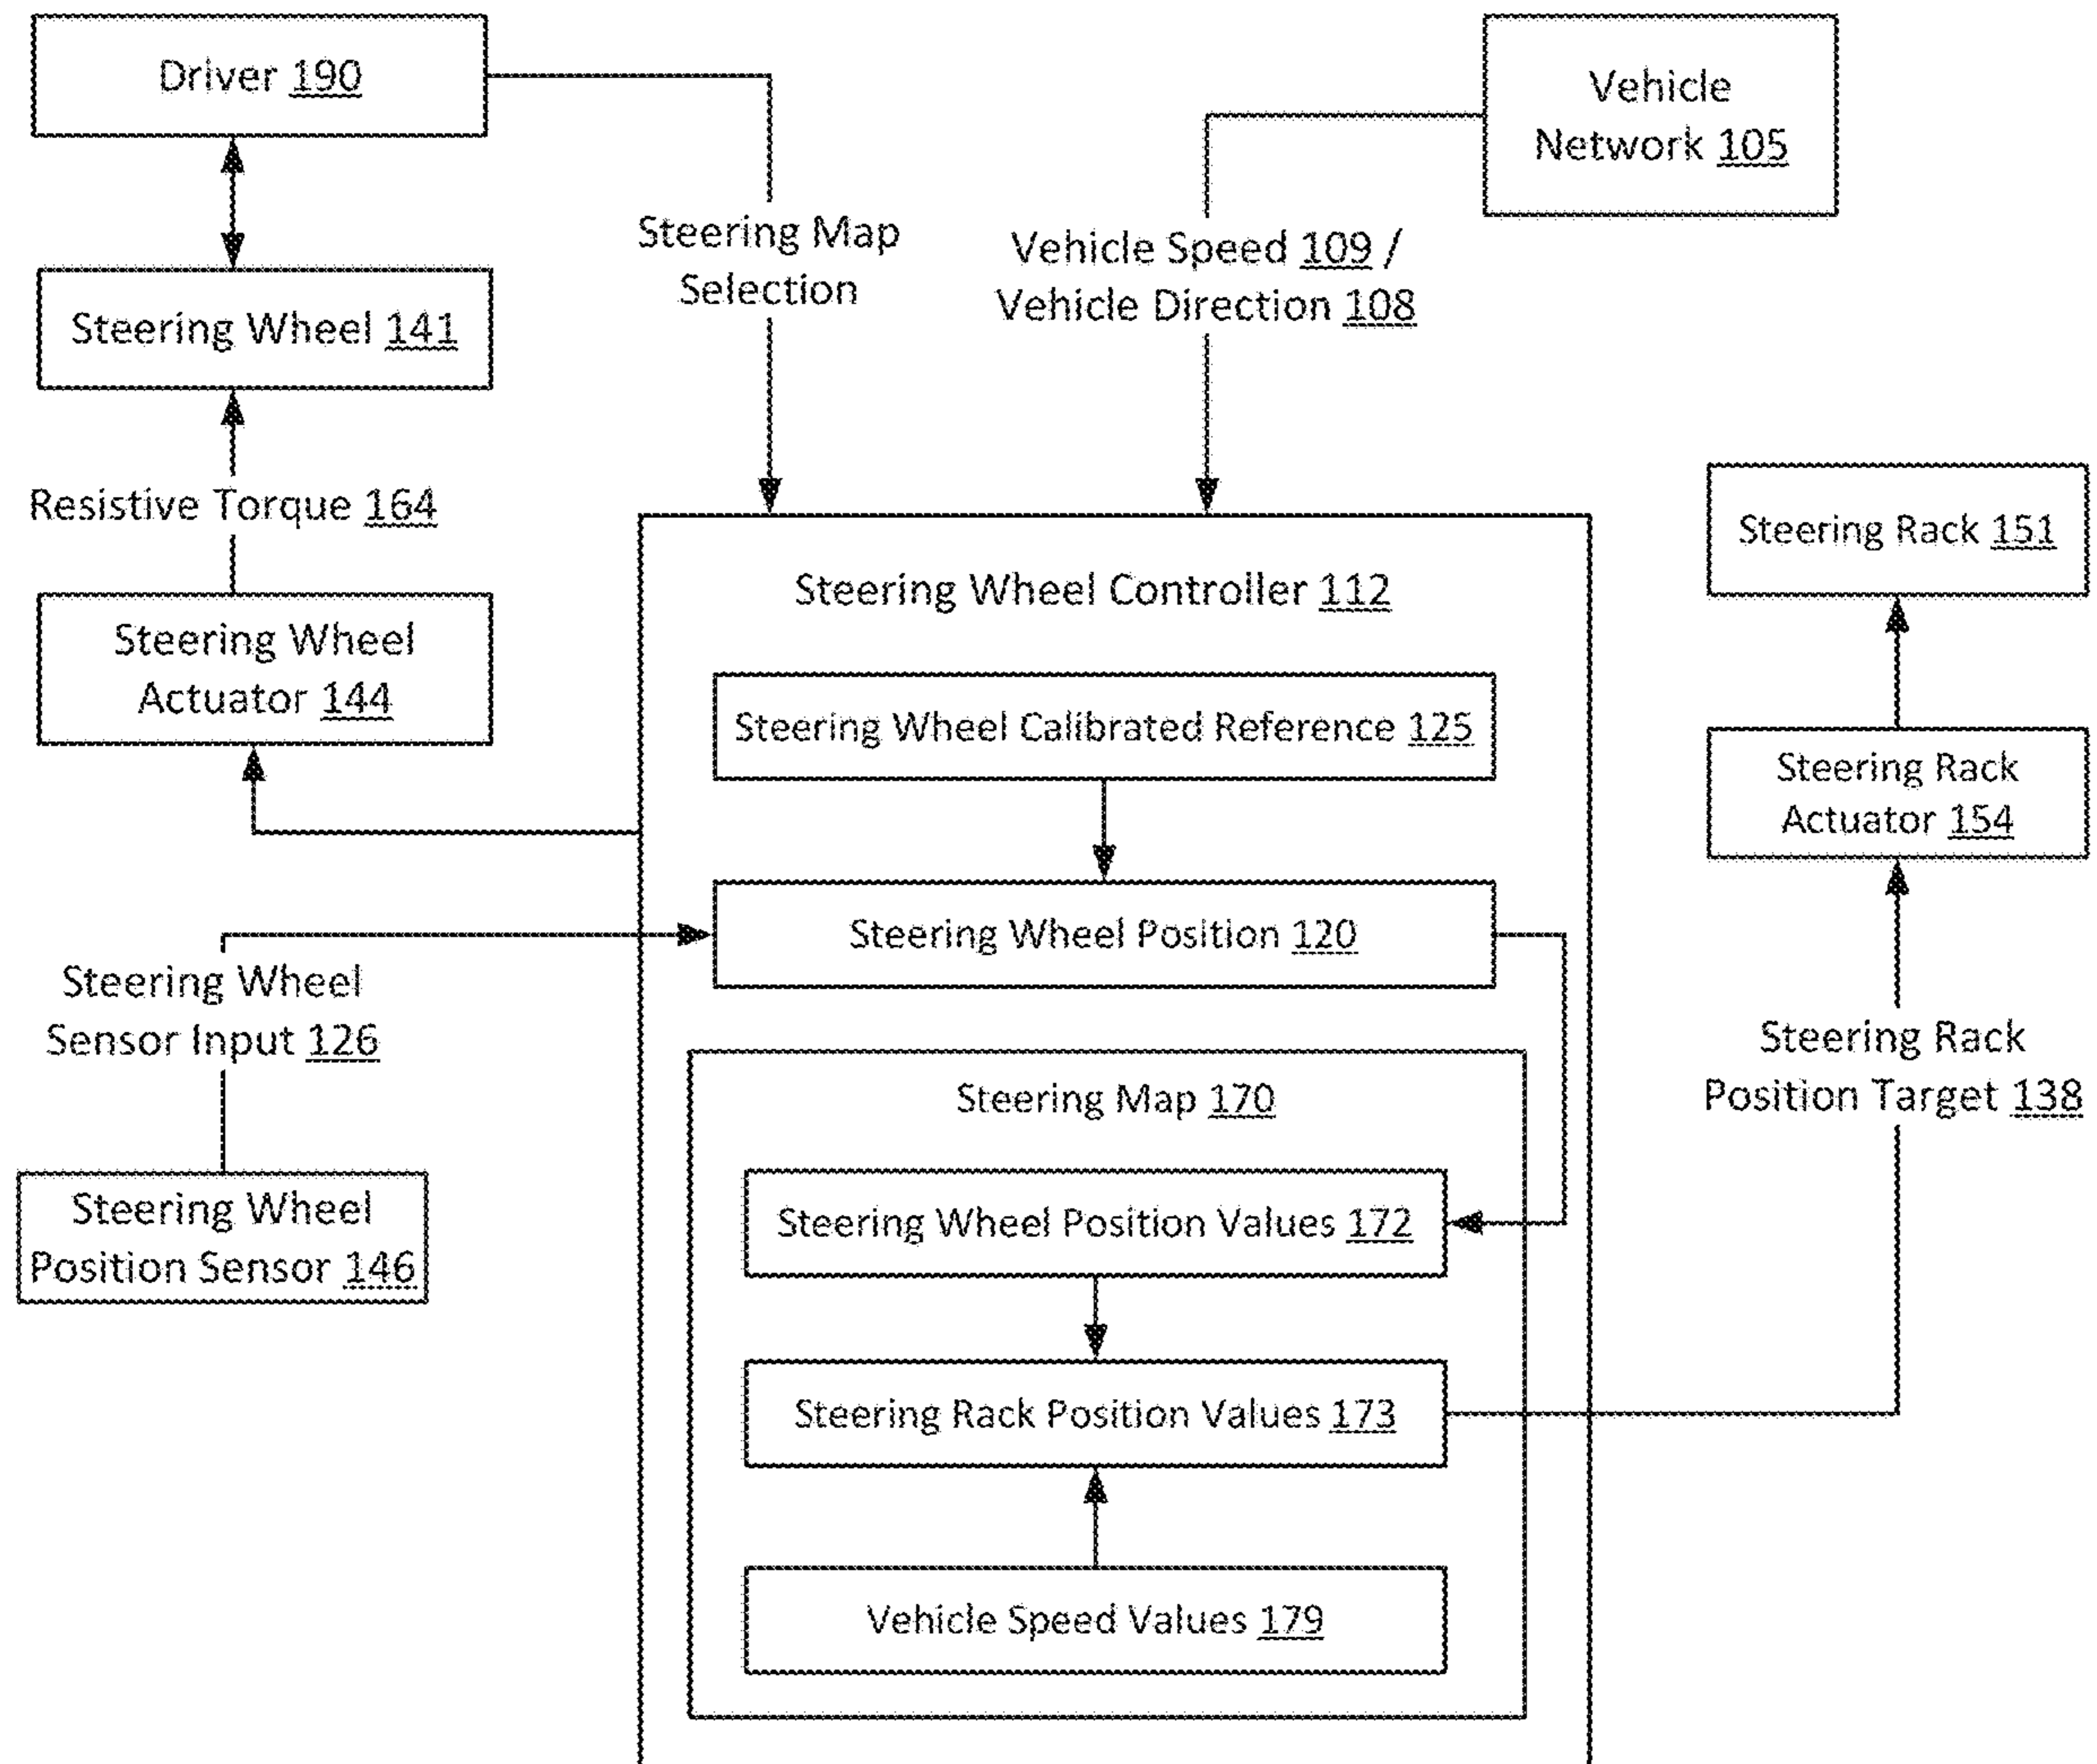 Driver 190
Vehicle
Network 105
Steering Map
Selection
Vehicle Speed 109 /
Vehicle Direction 108
Steering Wheel 141
Resistive Torque 164
Steering Wheel
Actuator 144
Steering Wheel Controller 112
Steering Wheel Calibrated Reference 125
Steering Wheel Position 120
Steering Wheel
Sensor Input 126
Steering Wheel
Position Sensor 146
Steering Map 170
Steering Wheel Position Values 172
Steering Rack Position Values 173
Vehicle Speed Values 179
Steering Rack 151
Steering Rack
Actuator 154
Steering Rack
Position Target 138